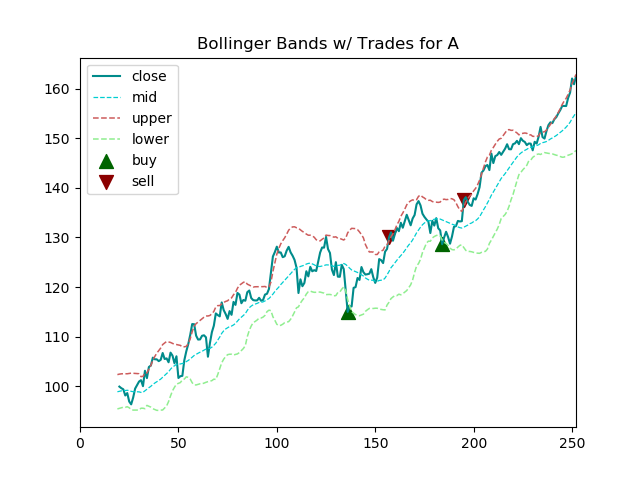 Bollinger Bands w/ Trades for A
close
mid
upper
lower
buy
sell
160
150
140
130
120
110
100
0 50 100 150 200 250